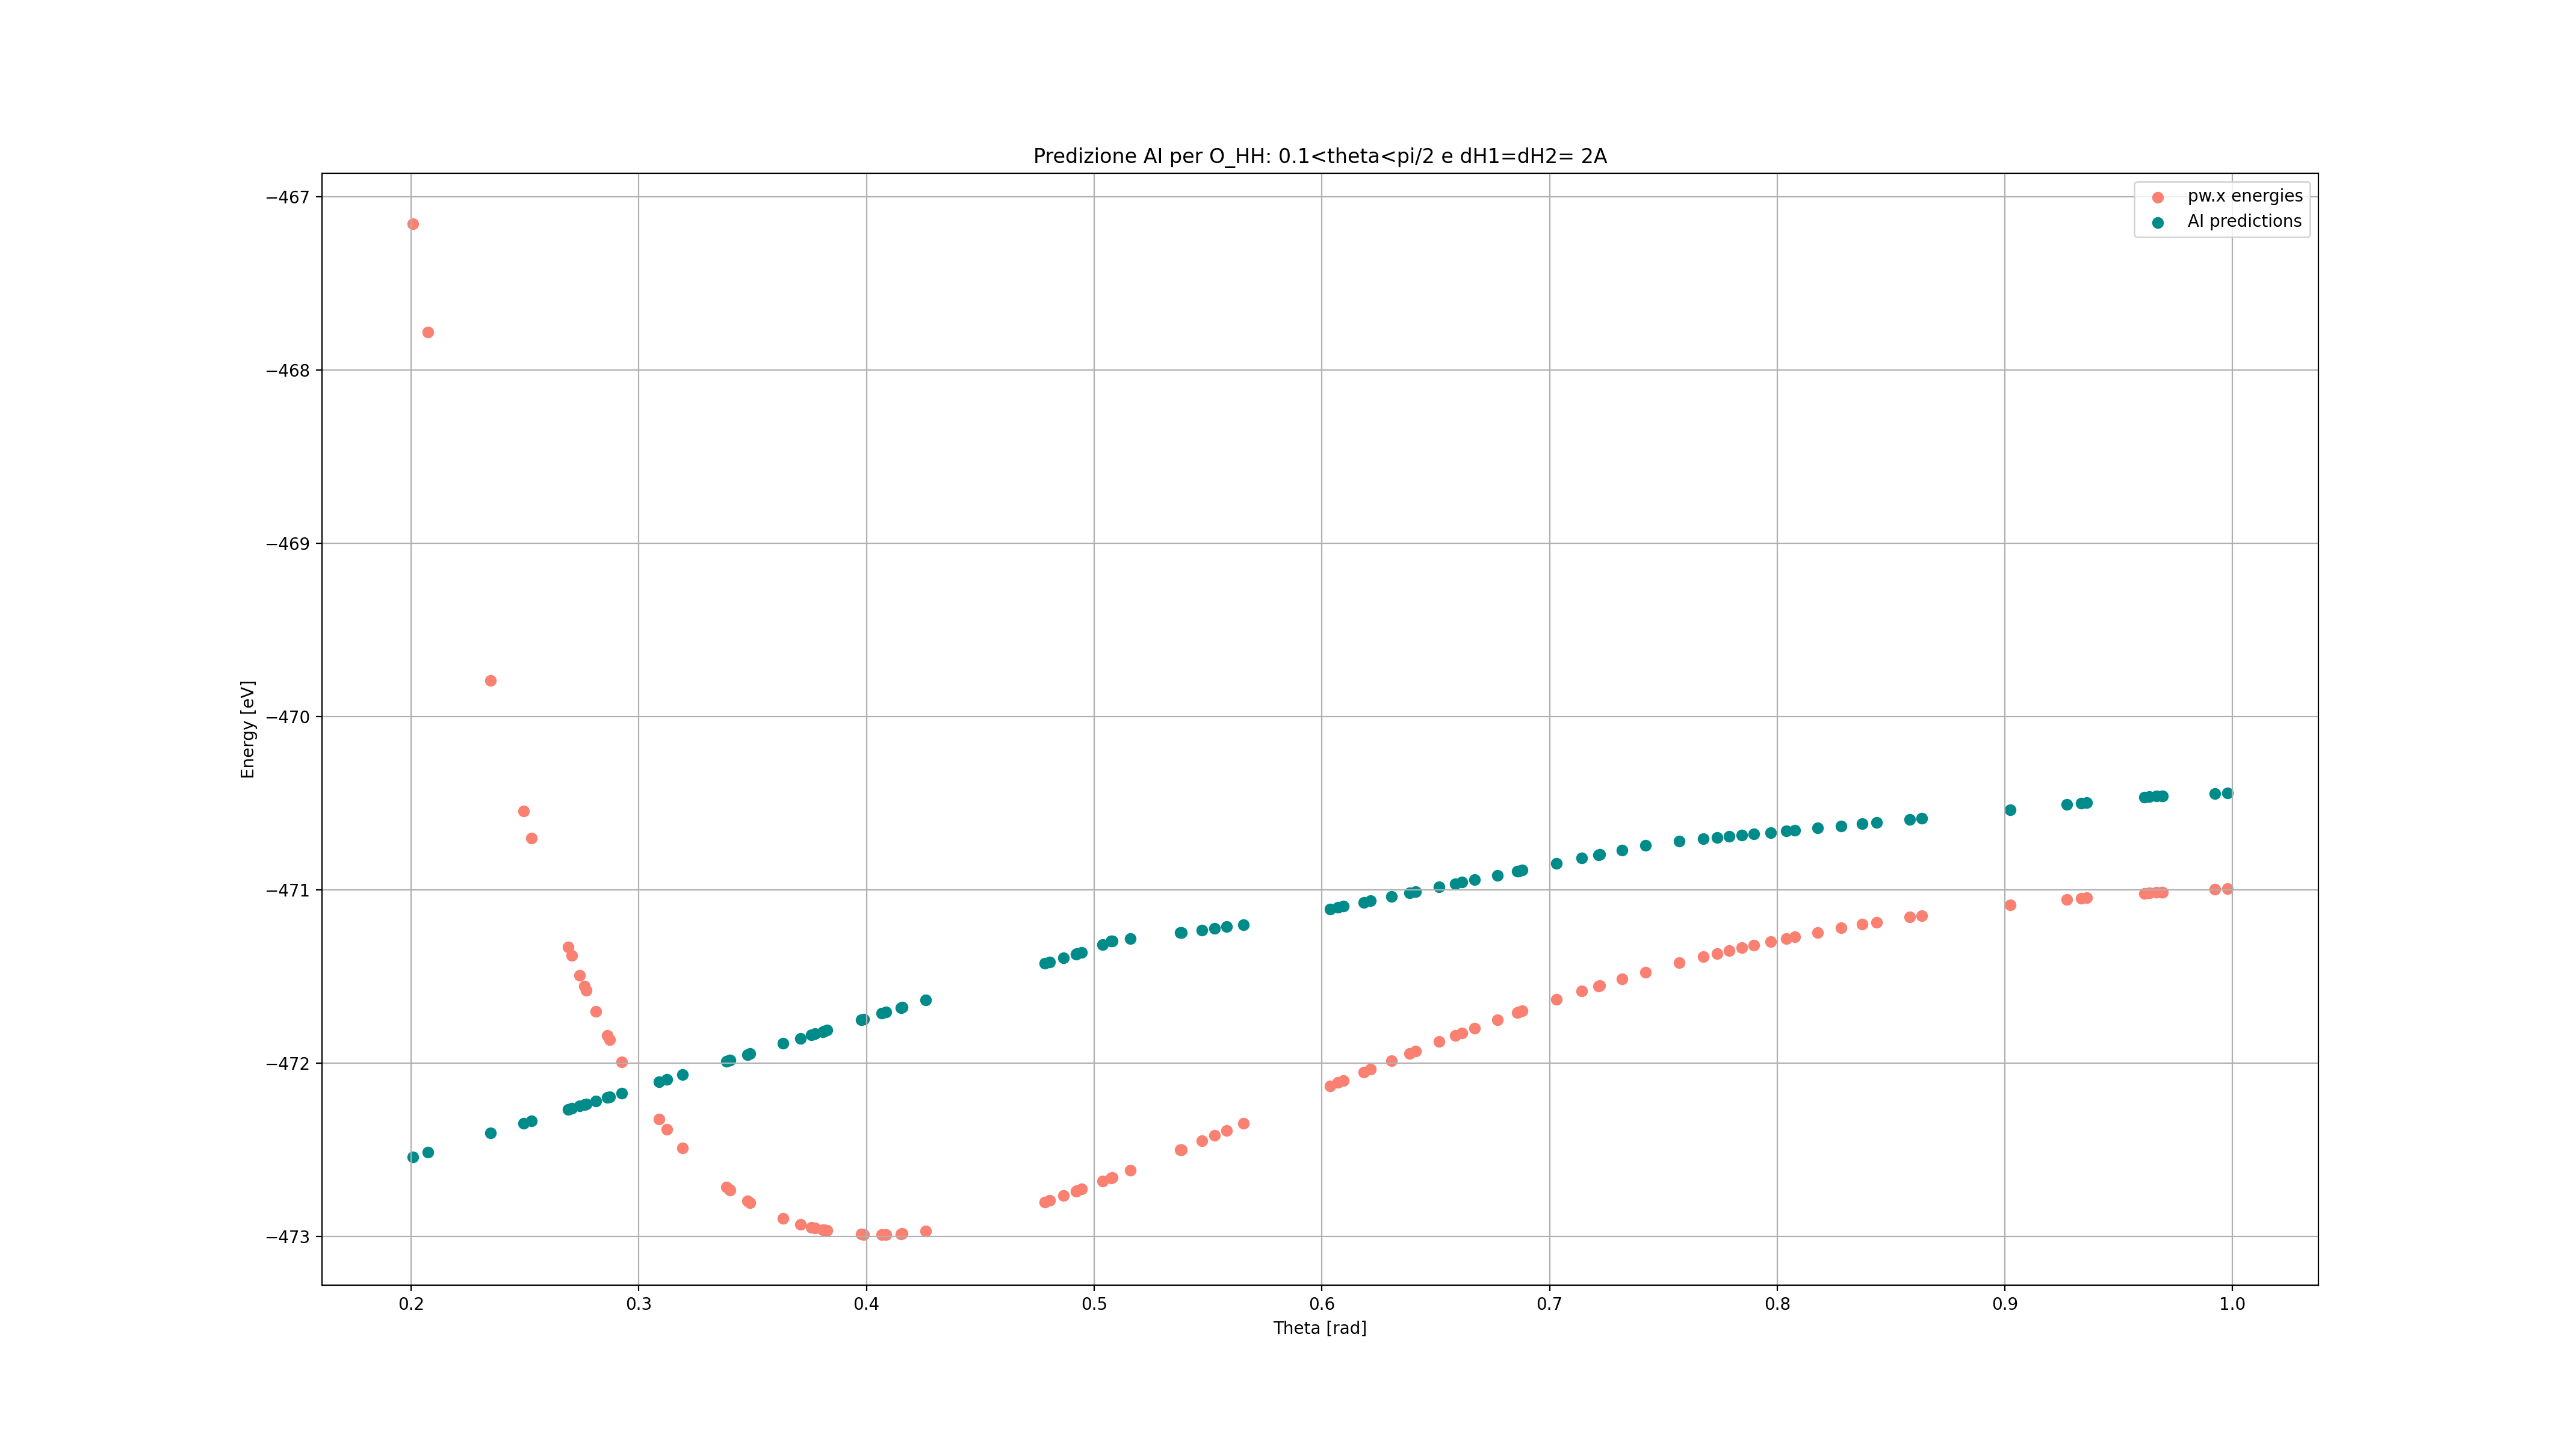 Predizione AI per O_HH: 0.1<theta<pi/2 e dH1=dH2= 2A
pw.x energies
AI predictions
−467
−468
−469
−470
−471
−472
−473
Energy [eV]
0.2 0.3 0.4 0.5 0.6 0.7 0.8 0.9 1.0
Theta [rad]